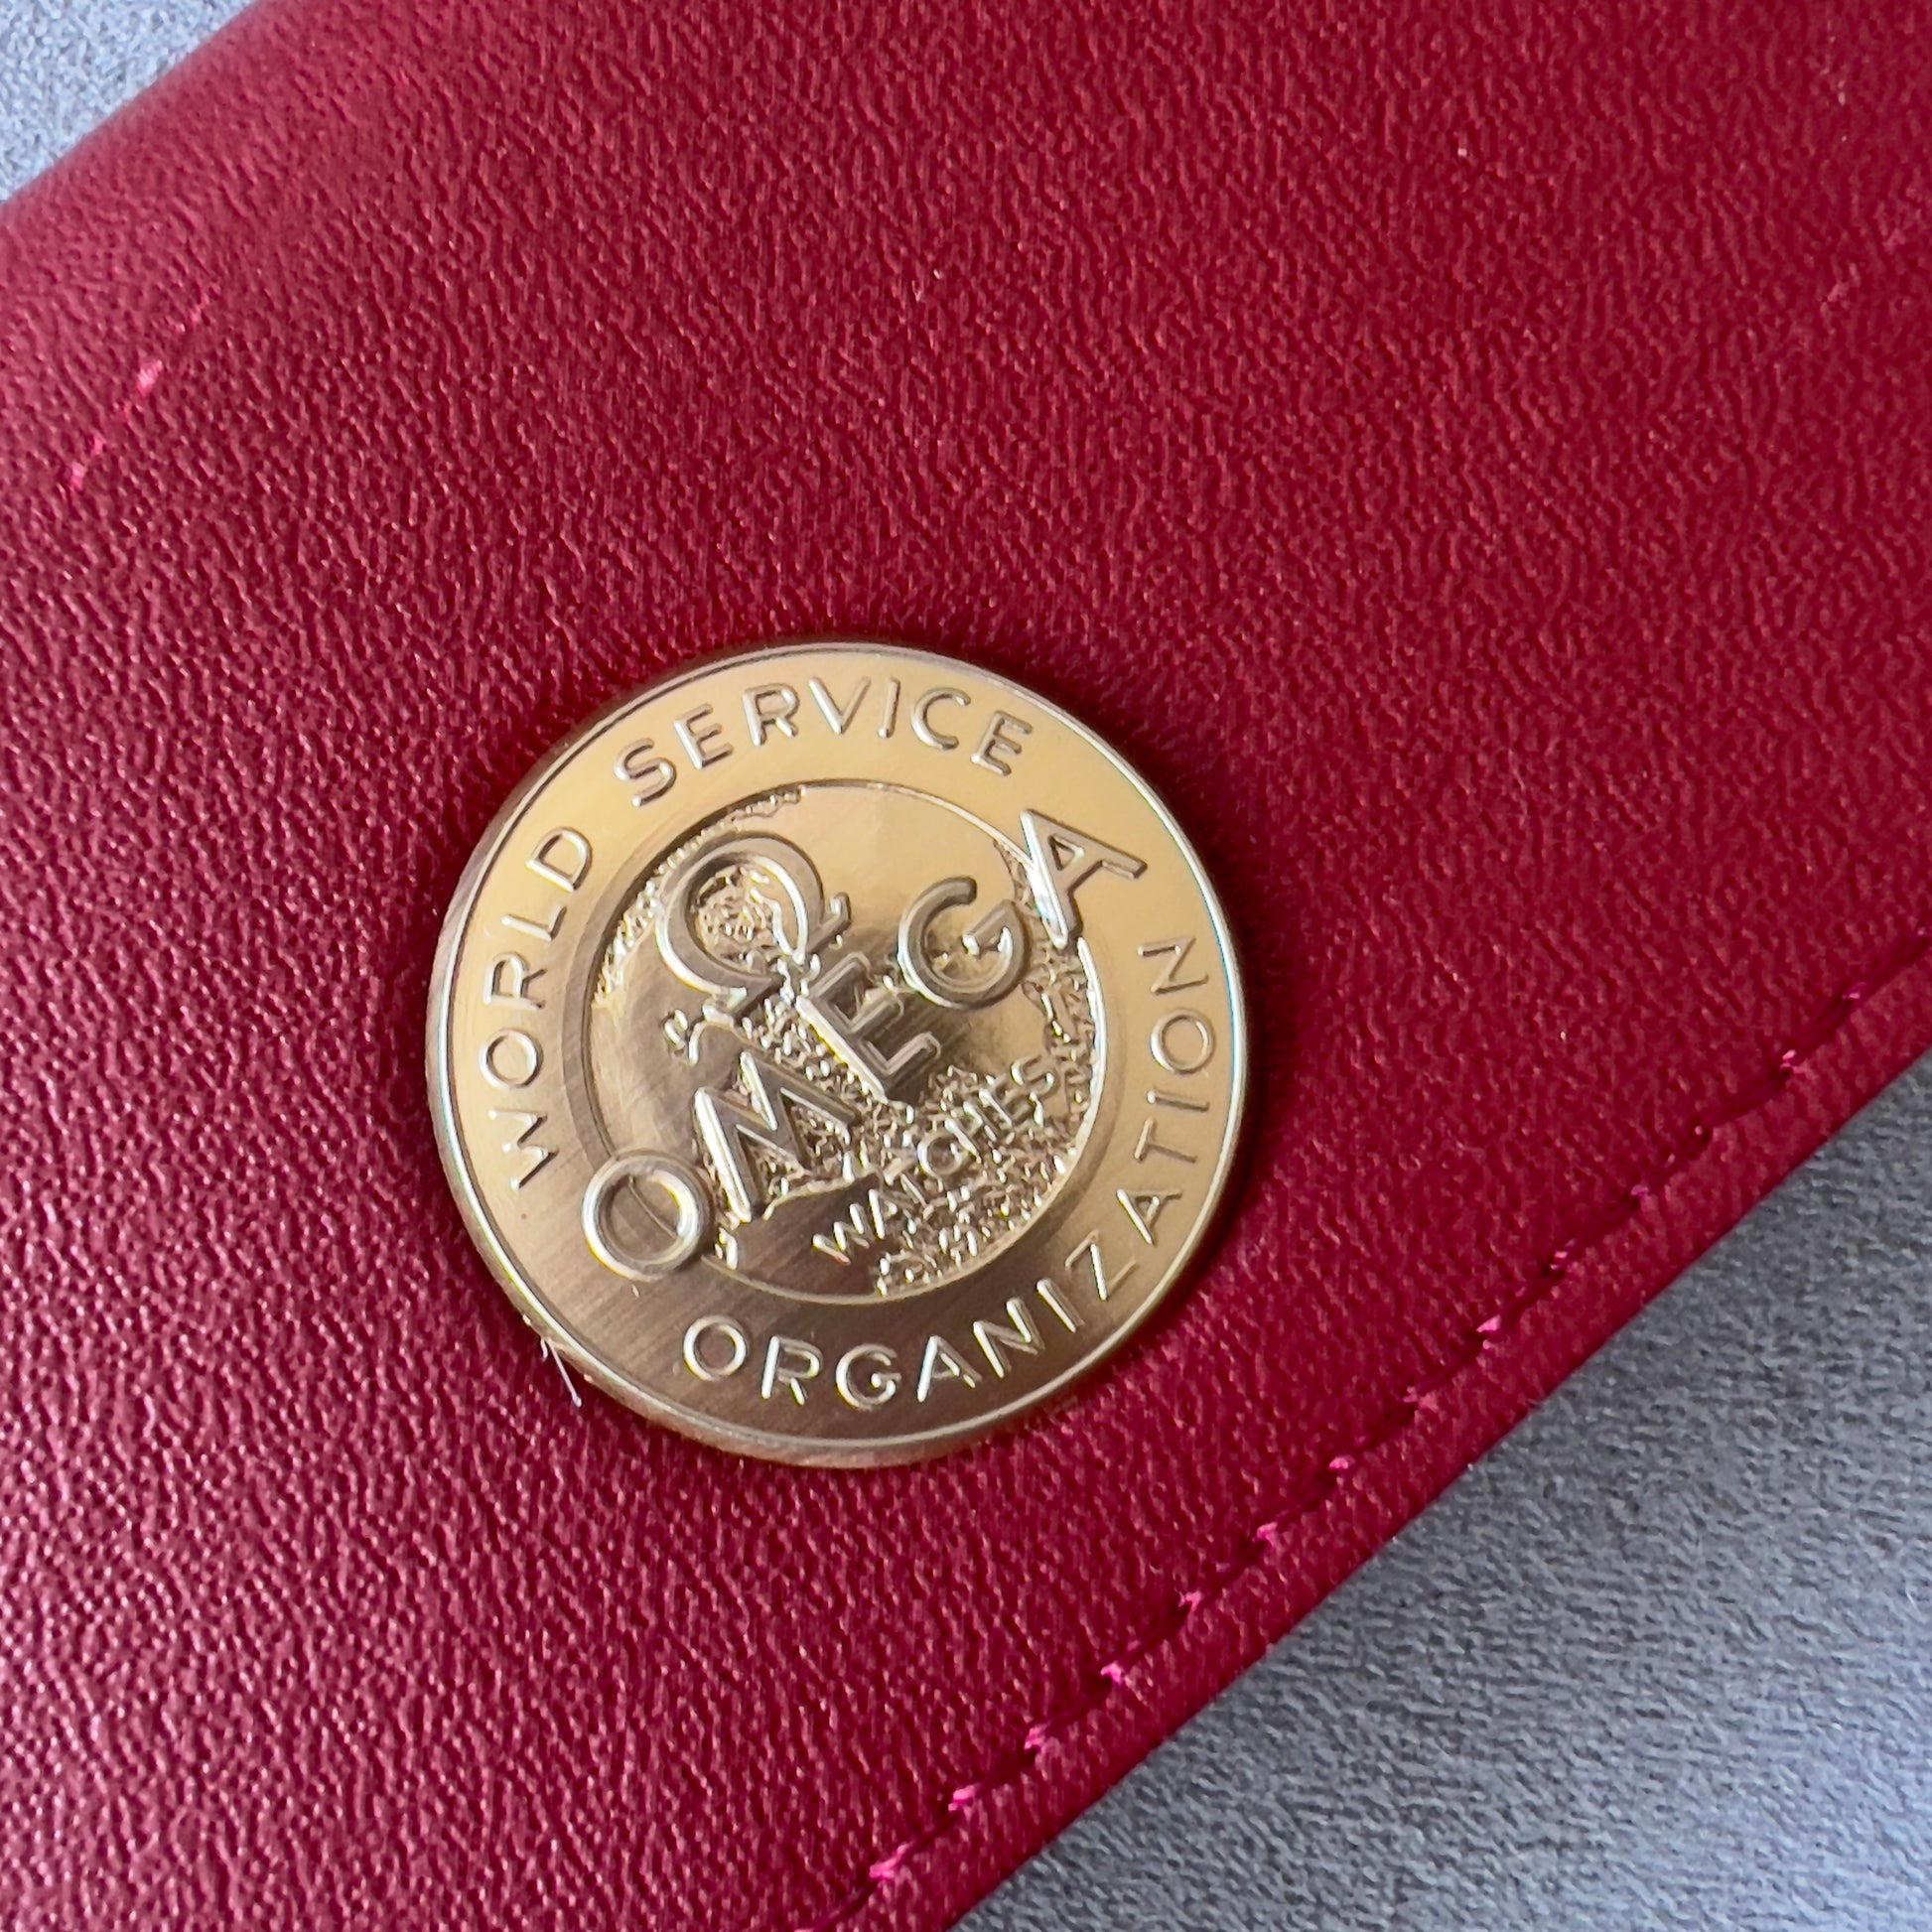 WORLD SERVICE
Ω
OMEGA
WATCHES
ORGANIZATION